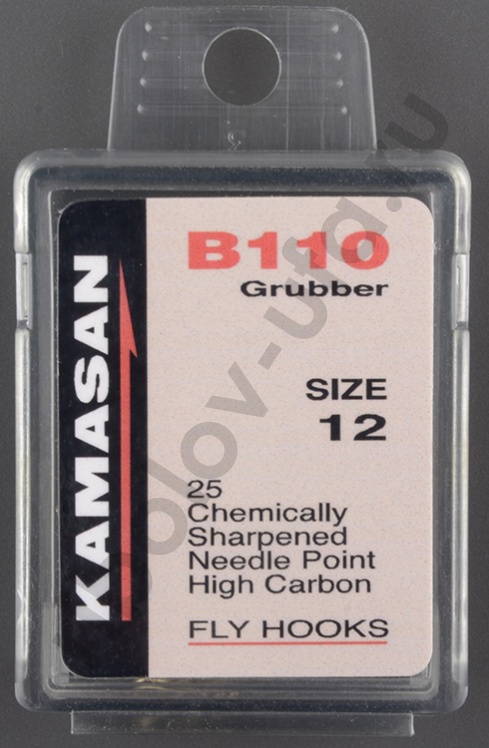 KAMASAN
B110
Grubber
SIZE
12
25
Chemically
Sharpened
Needle Point
High Carbon
FLY HOOKS